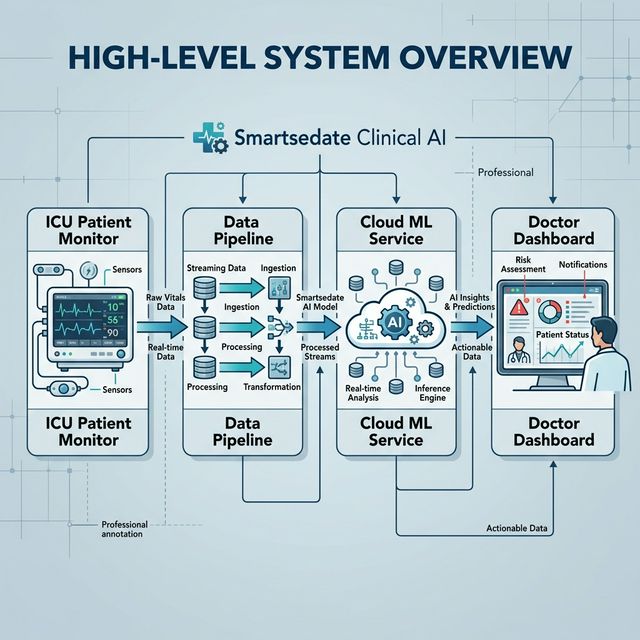 HIGH-LEVEL SYSTEM OVERVIEW
Smartsedate Clinical AI
Professional
ICU Patient
Monitor
Data
Pipeline
Cloud ML
Service
Doctor
Dashboard
Sensors
Streaming Data
Ingestion
Risk
Assessment
Notifications
10
56
90
Raw Vitals
Data
Real-time
Data
Ingestion
Processing
Processing
Transformation
Smartsedate
AI Model
Processed
Streams
AI
Real-time
Analysis
Inference
Engine
AI Insights
& Predictions
Actionable
Data
Patient Status
Sensors
ICU Patient
Monitor
Data
Pipeline
Cloud ML
Service
Doctor
Dashboard
Professional
annotation
Actionable Data